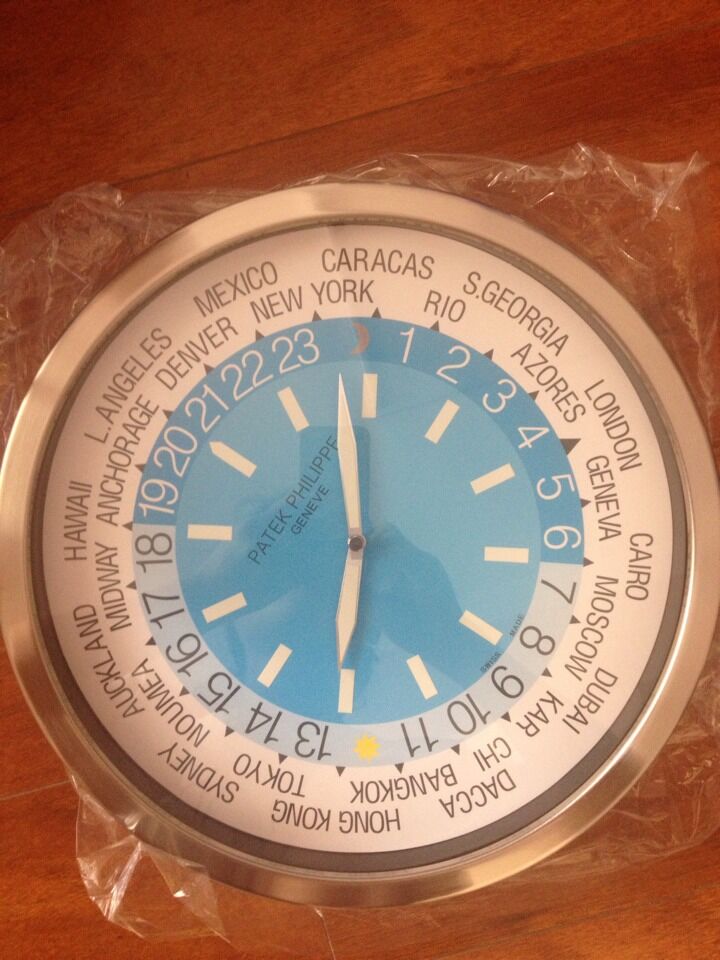 CARACAS
S.GEORGIA
LONDON
CAIRO
MOSCOW
DUBAI
KAR
DACCA
CHI
BANGKOK
HONG KONG
TOKYO
SYDNEY
NOUMEA
AUCKLAND
MIDWAY
HAWAII
ANCHORAGE
L.ANGELES
DENVER
MEXICO
NEW YORK
RIO
AZORES
GENEVA
1
2
3
4
5
6
7
8
9
10
11
13
14
15
16
17
18
19
20
21
22
23
PATEK PHILIPPE
GENEVE
SWISS MADE